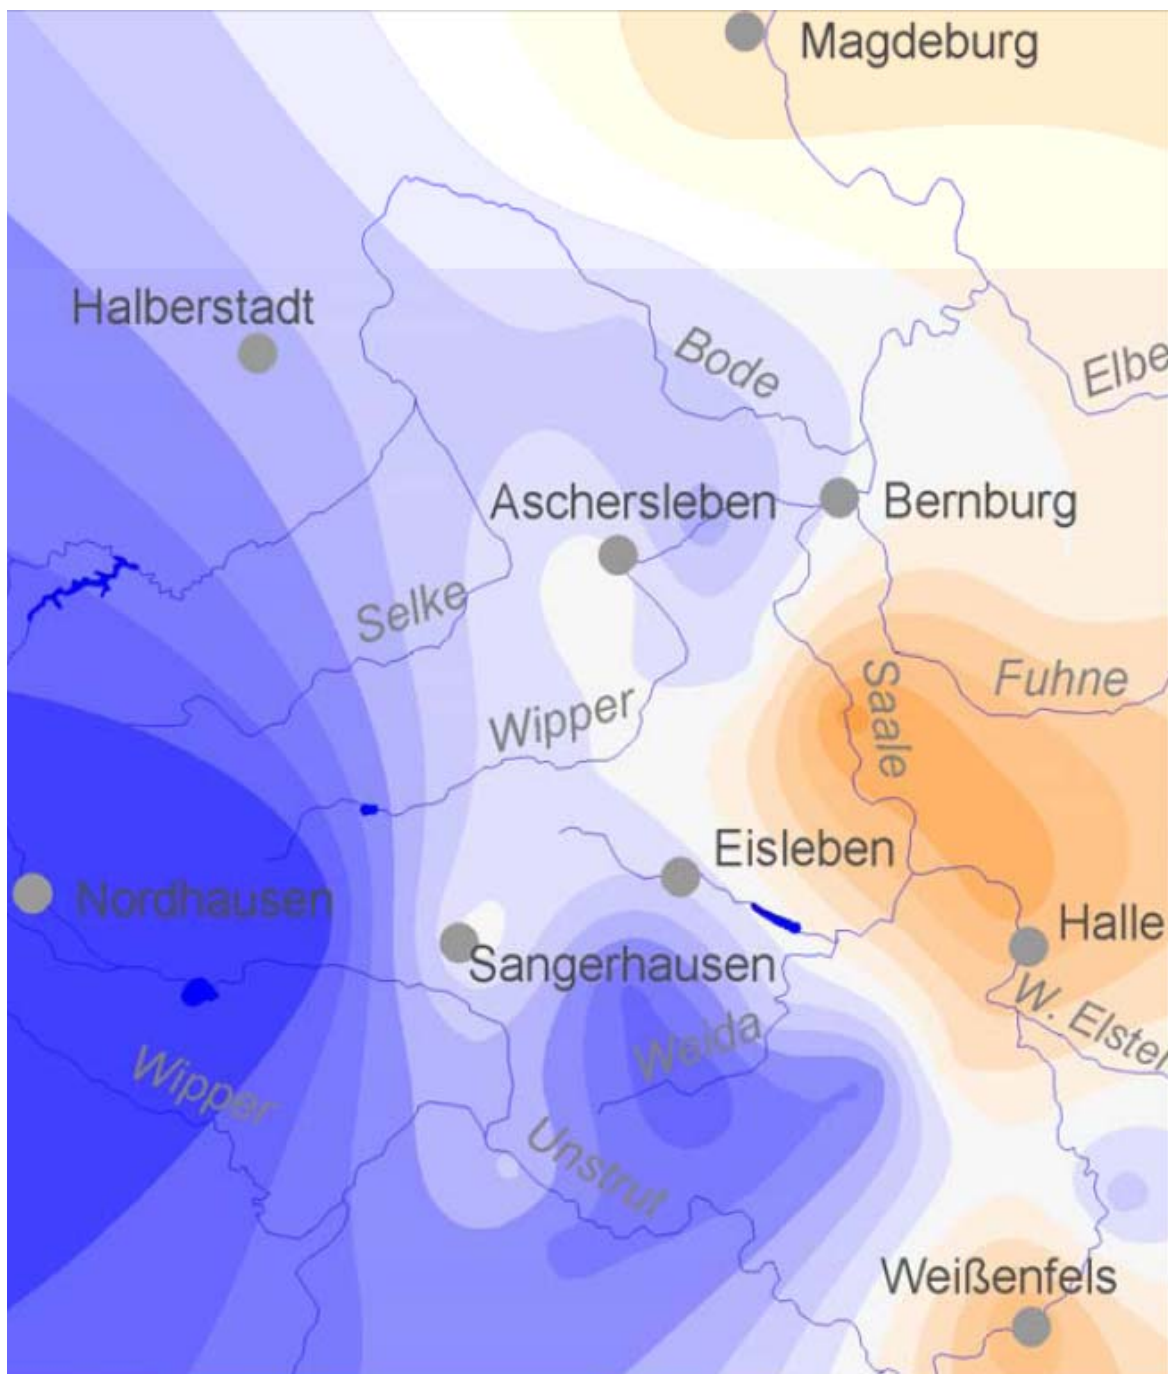 Magdeburg
Halberstadt
Bode
Elbe
Aschersleben
Bernburg
Selke
Saale
Fuhne
Wipper
Eisleben
Nordhausen
Halle
Sangerhausen
W. Elster
Weida
Wipper
Unstrut
Weißenfels